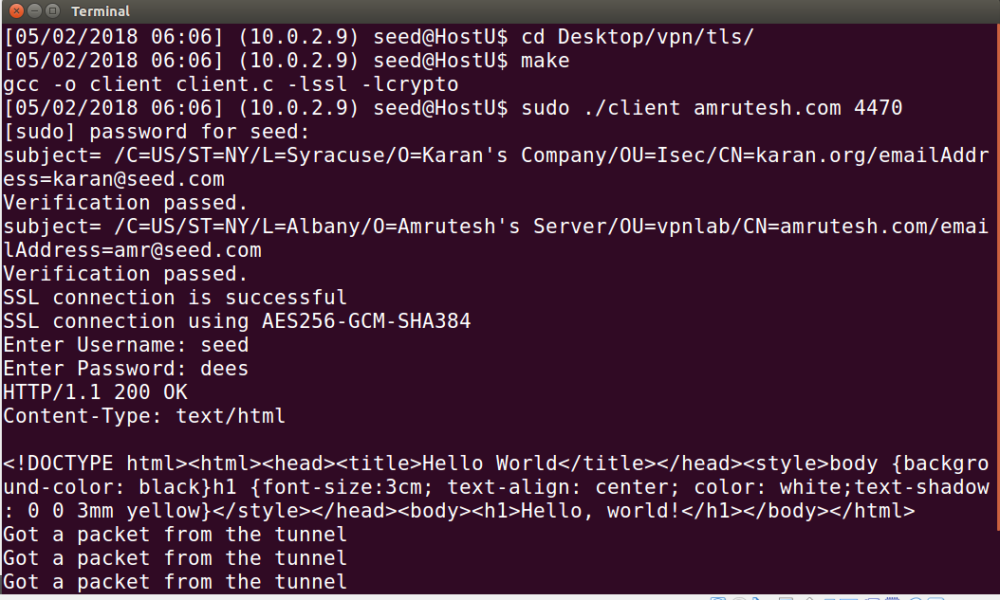 Terminal
[05/02/2018 06:06] (10.0.2.9) seed@HostU$ cd Desktop/vpn/tls/
[05/02/2018 06:06] (10.0.2.9) seed@HostU$ make
gcc -o client client.c -lssl -lcrypto
[05/02/2018 06:06] (10.0.2.9) seed@HostU$ sudo ./client amrutesh.com 4470
[sudo] password for seed:
subject= /C=US/ST=NY/L=Syracuse/O=Karan's Company/OU=Isec/CN=karan.org/emailAddr
ess=karan@seed.com
Verification passed.
subject= /C=US/ST=NY/L=Albany/O=Amrutesh's Server/OU=vpnlab/CN=amrutesh.com/emai
lAddress=amr@seed.com
Verification passed.
SSL connection is successful
SSL connection using AES256-GCM-SHA384
Enter Username: seed
Enter Password: dees
HTTP/1.1 200 OK
Content-Type: text/html
<!DOCTYPE html><html><head><title>Hello World</title></head><style>body {backgro
und-color: black}h1 {font-size:3cm; text-align: center; color: white;text-shadow
: 0 0 3mm yellow}</style></head><body><h1>Hello, world!</h1></body></html>
Got a packet from the tunnel
Got a packet from the tunnel
Got a packet from the tunnel